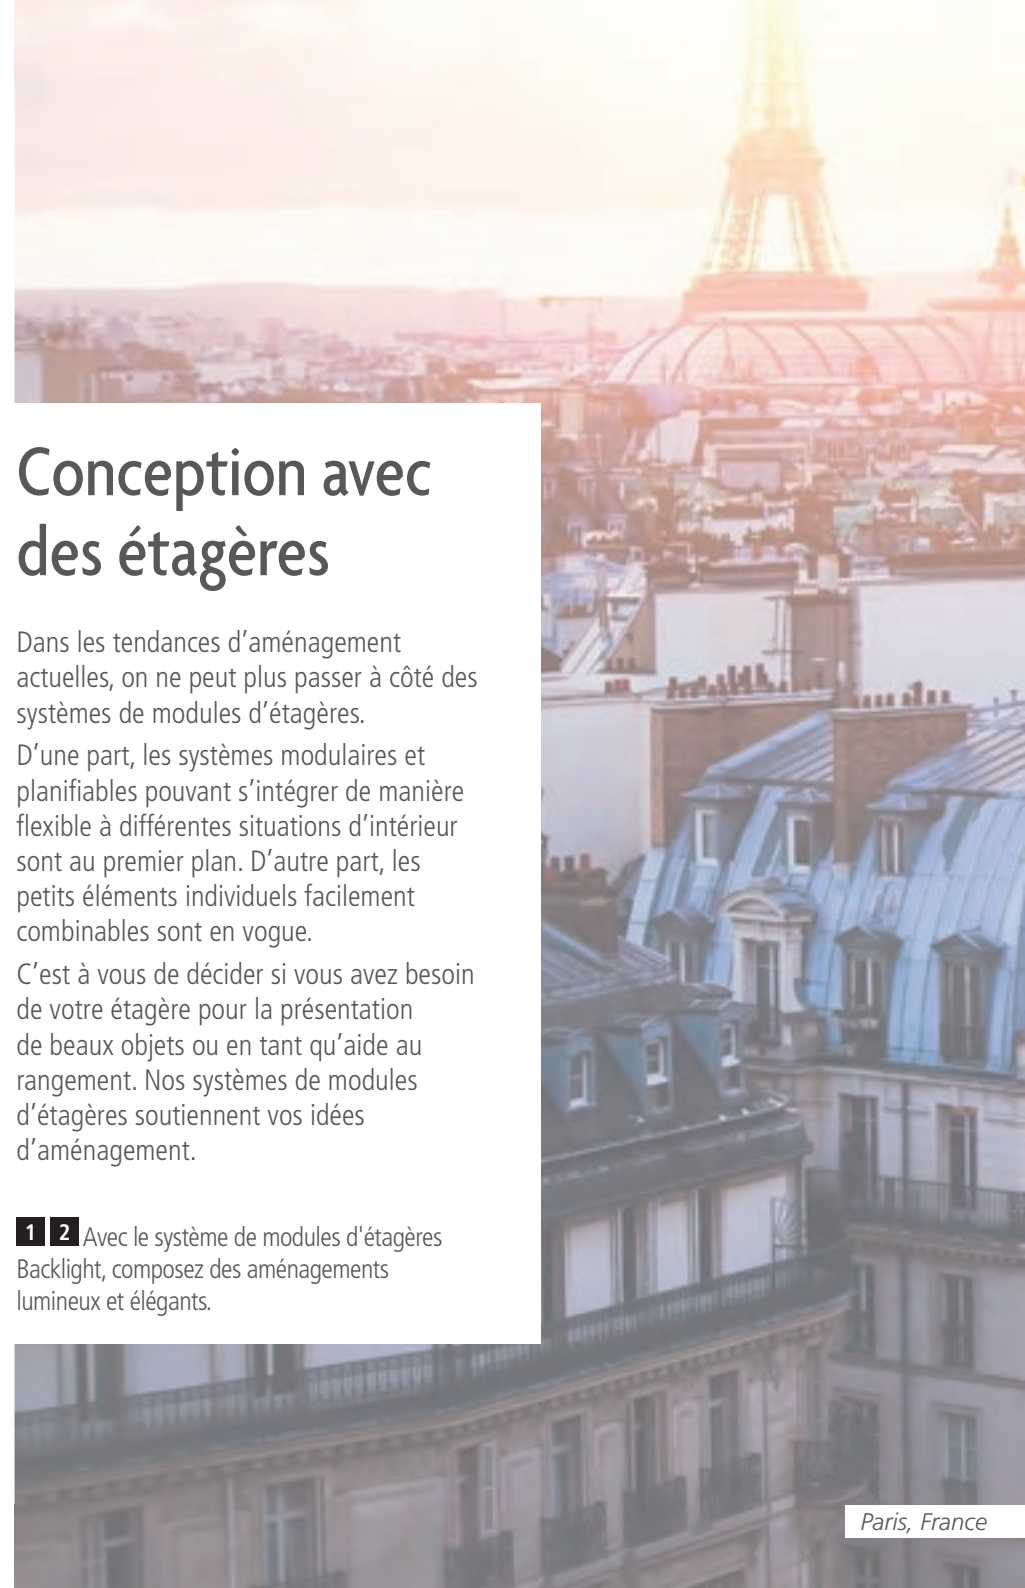 Conception avec
des étagères
Dans les tendances d’aménagement
actuelles, on ne peut plus passer à côté des
systèmes de modules d’étagères.
D’une part, les systèmes modulaires et
planifiables pouvant s’intégrer de manière
flexible à différentes situations d’intérieur
sont au premier plan. D’autre part, les
petits éléments individuels facilement
combinables sont en vogue.
C’est à vous de décider si vous avez besoin
de votre étagère pour la présentation
de beaux objets ou en tant qu’aide au
rangement. Nos systèmes de modules
d’étagères soutiennent vos idées
d’aménagement.
1 2 Avec le système de modules d'étagères
Backlight, composez des aménagements
lumineux et élégants.
Paris, France